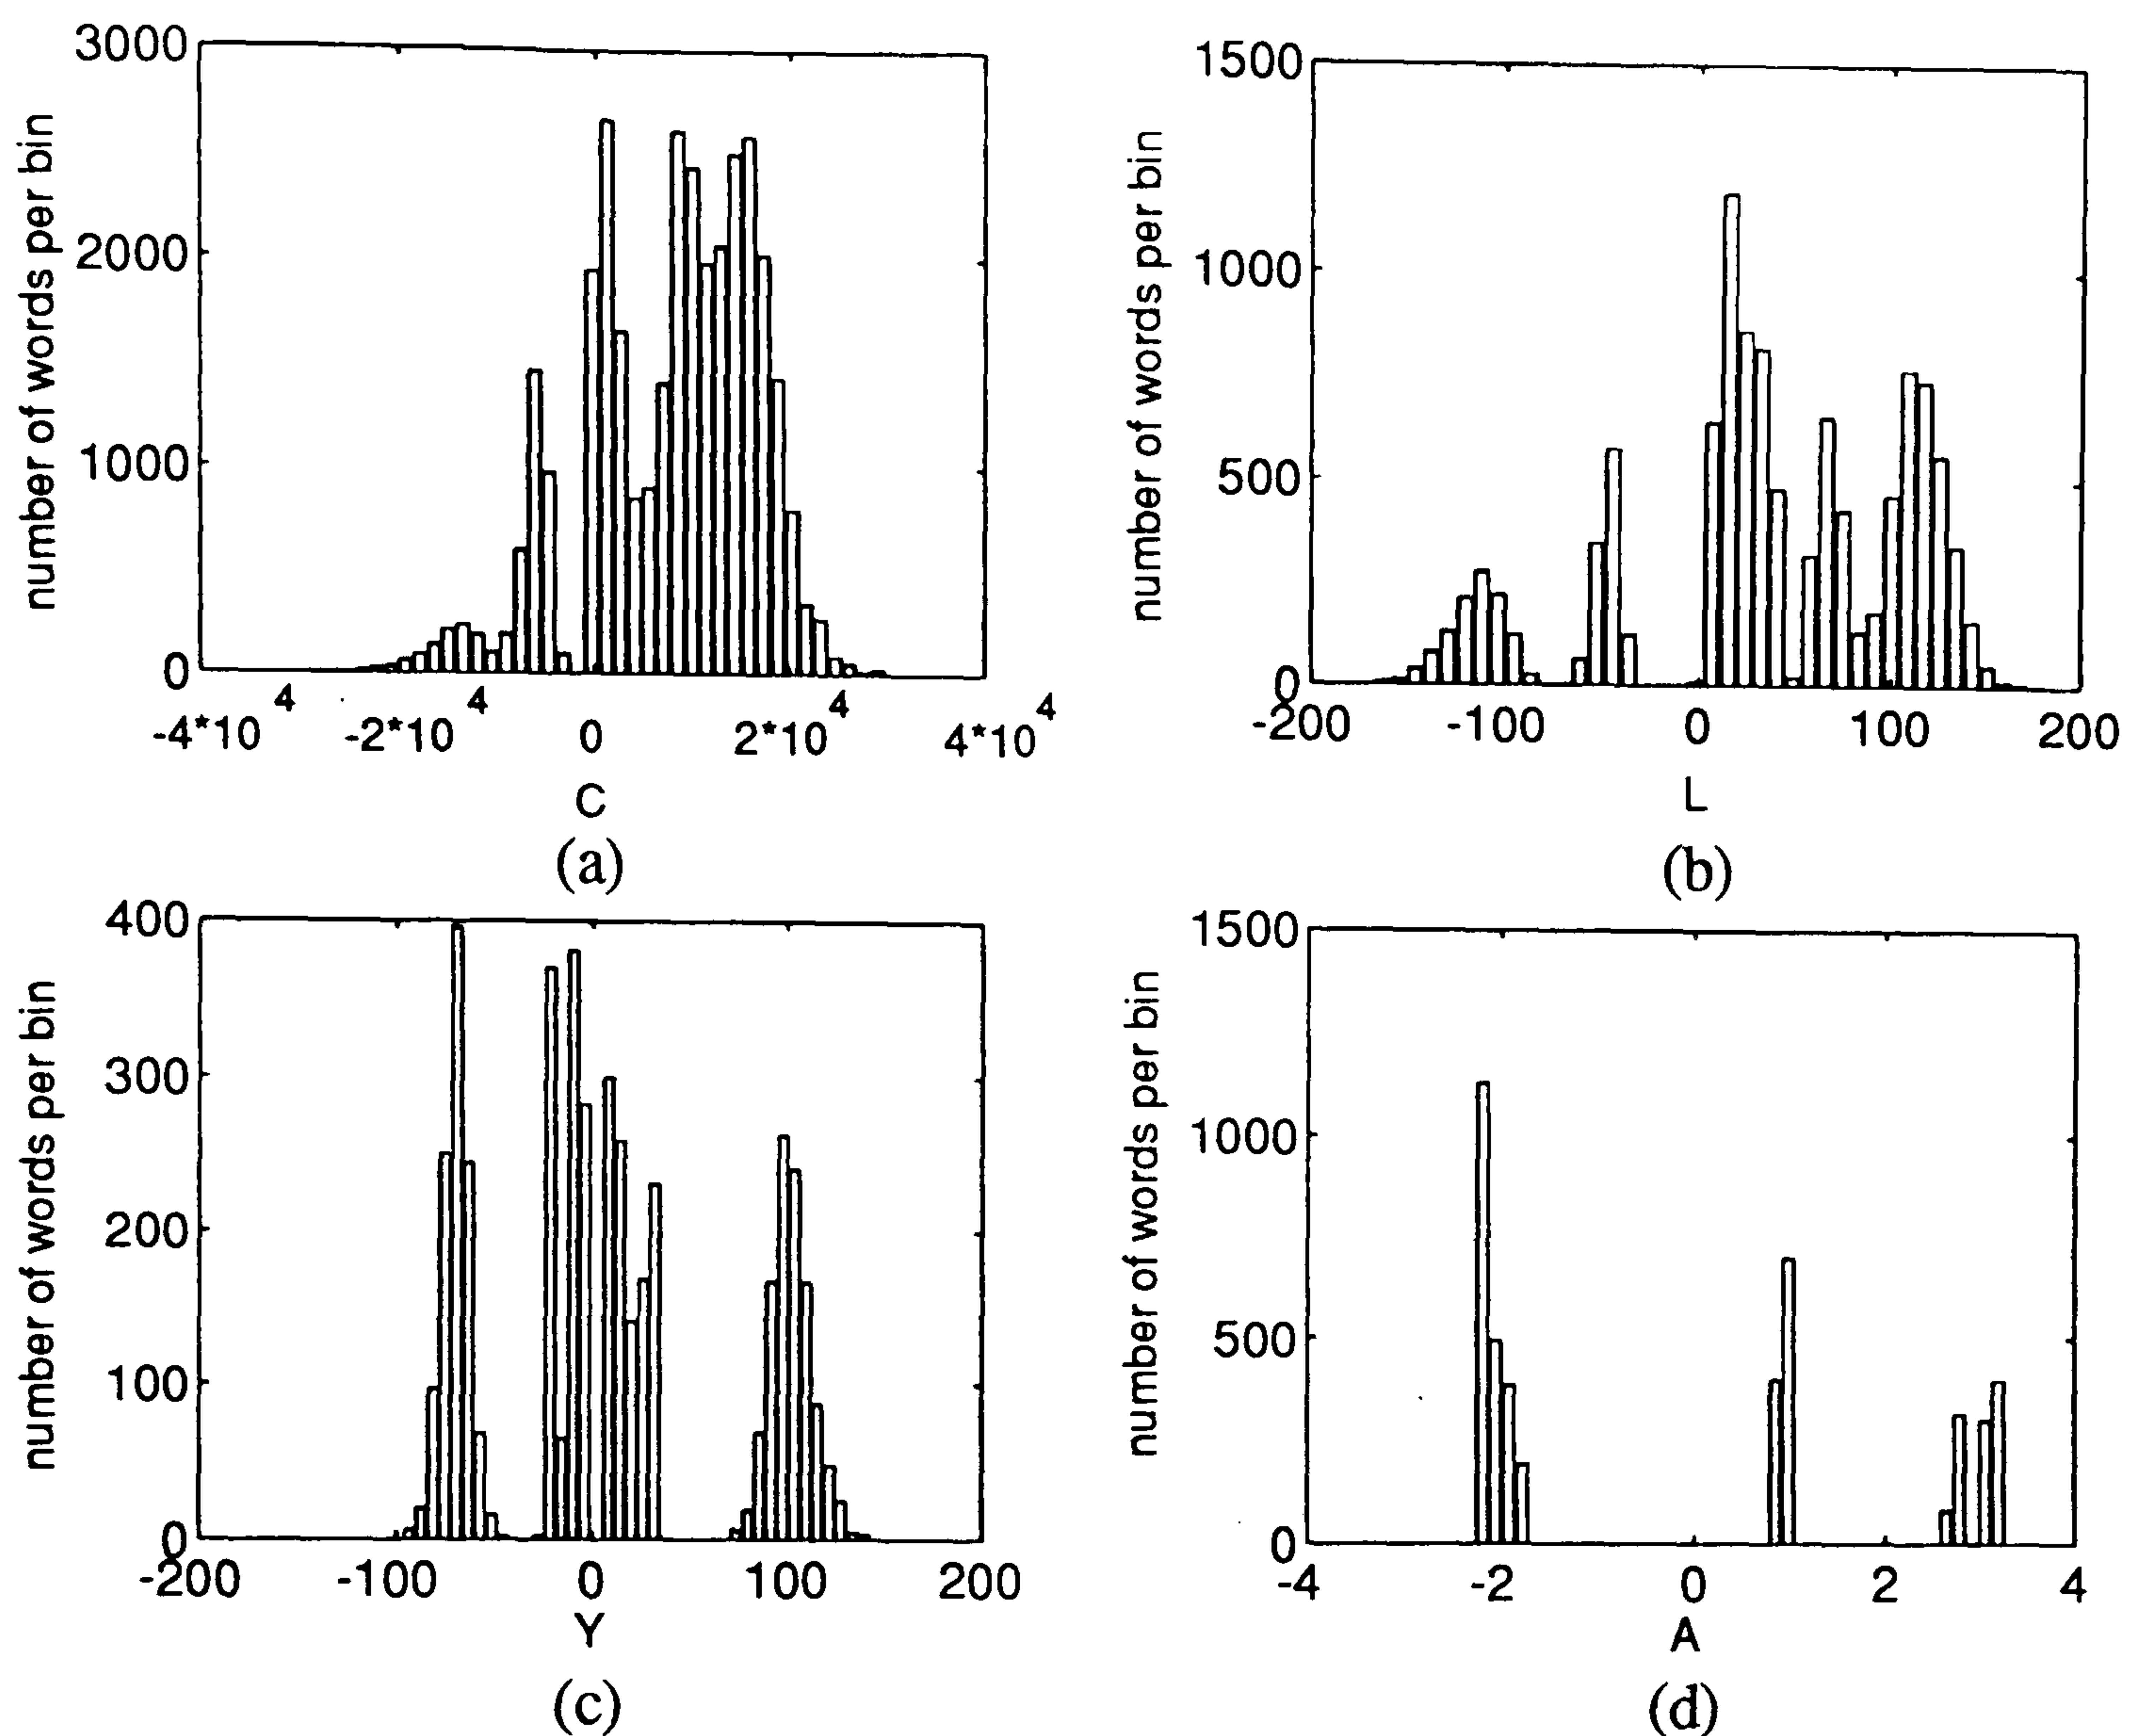 number of words per bin
3000
2000
1000
0
-4*10 4
-2*10 4
0
2*10 4
4*10 4
C
(a)
number of words per bin
1500
1000
500
0
-200 -100 0 100 200
L
(b)
number of words per bin
400
300
200
100
0
-200 -100 0 100 200
Y
(c)
number of words per bin
1500
1000
500
0
-4 -2 0 2 4
A
(d)